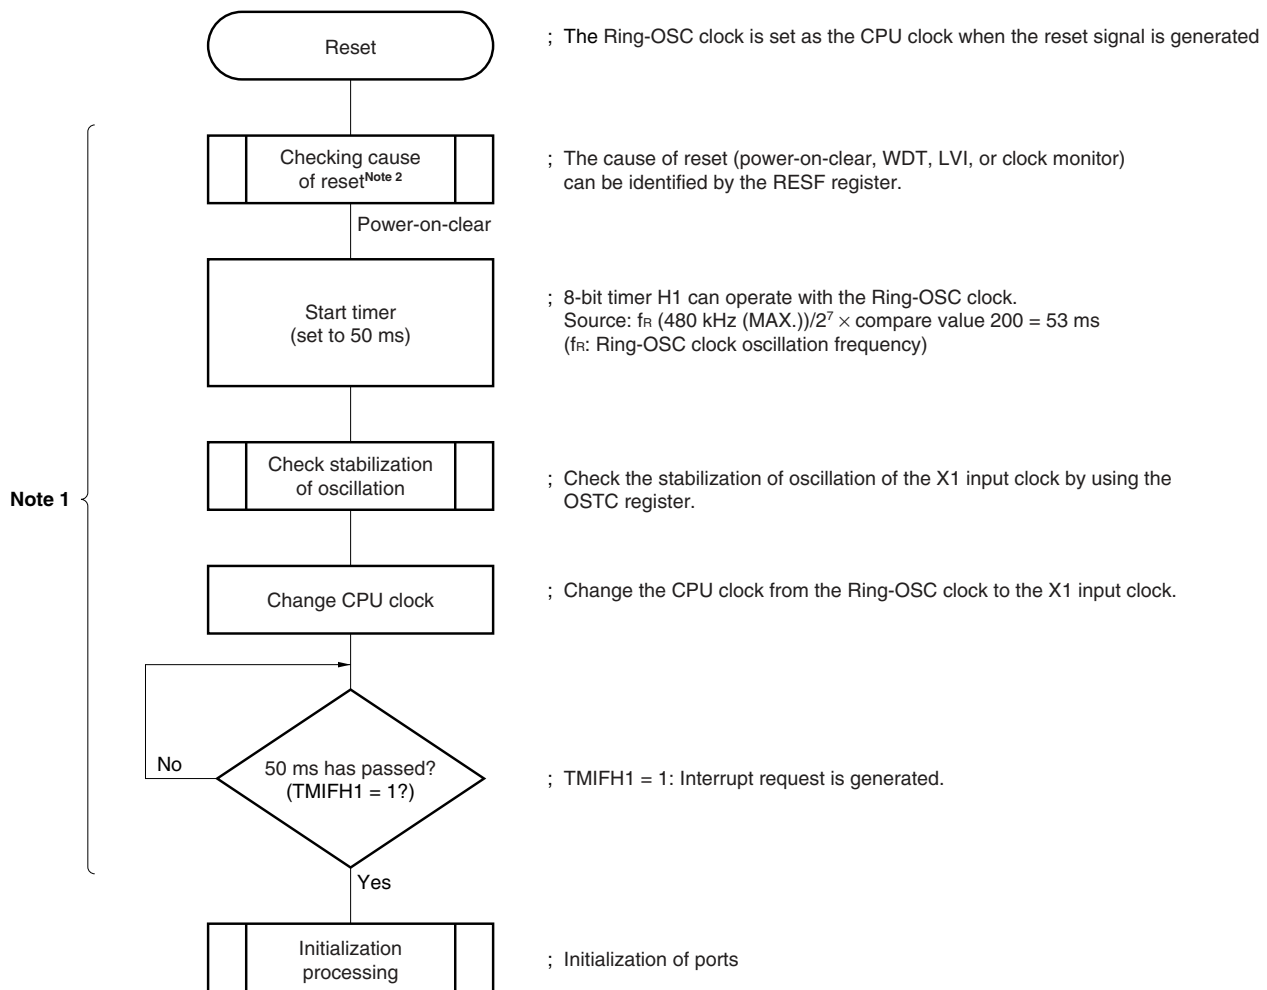 Reset
; The Ring-OSC clock is set as the CPU clock when the reset signal is generated
Checking cause
of reset Note 2
; The cause of reset (power-on-clear, WDT, LVI, or clock monitor)
can be identified by the RESF register.
Power-on-clear
Start timer
(set to 50 ms)
; 8-bit timer H1 can operate with the Ring-OSC clock.
Source: fR (480 kHz (MAX.))/2⁷ × compare value 200 = 53 ms
(fR: Ring-OSC clock oscillation frequency)
Note 1
Check stabilization
of oscillation
; Check the stabilization of oscillation of the X1 input clock by using the
OSTC register.
Change CPU clock
; Change the CPU clock from the Ring-OSC clock to the X1 input clock.
No
50 ms has passed?
(TMIFH1 = 1?)
; TMIFH1 = 1: Interrupt request is generated.
Yes
Initialization
processing
; Initialization of ports